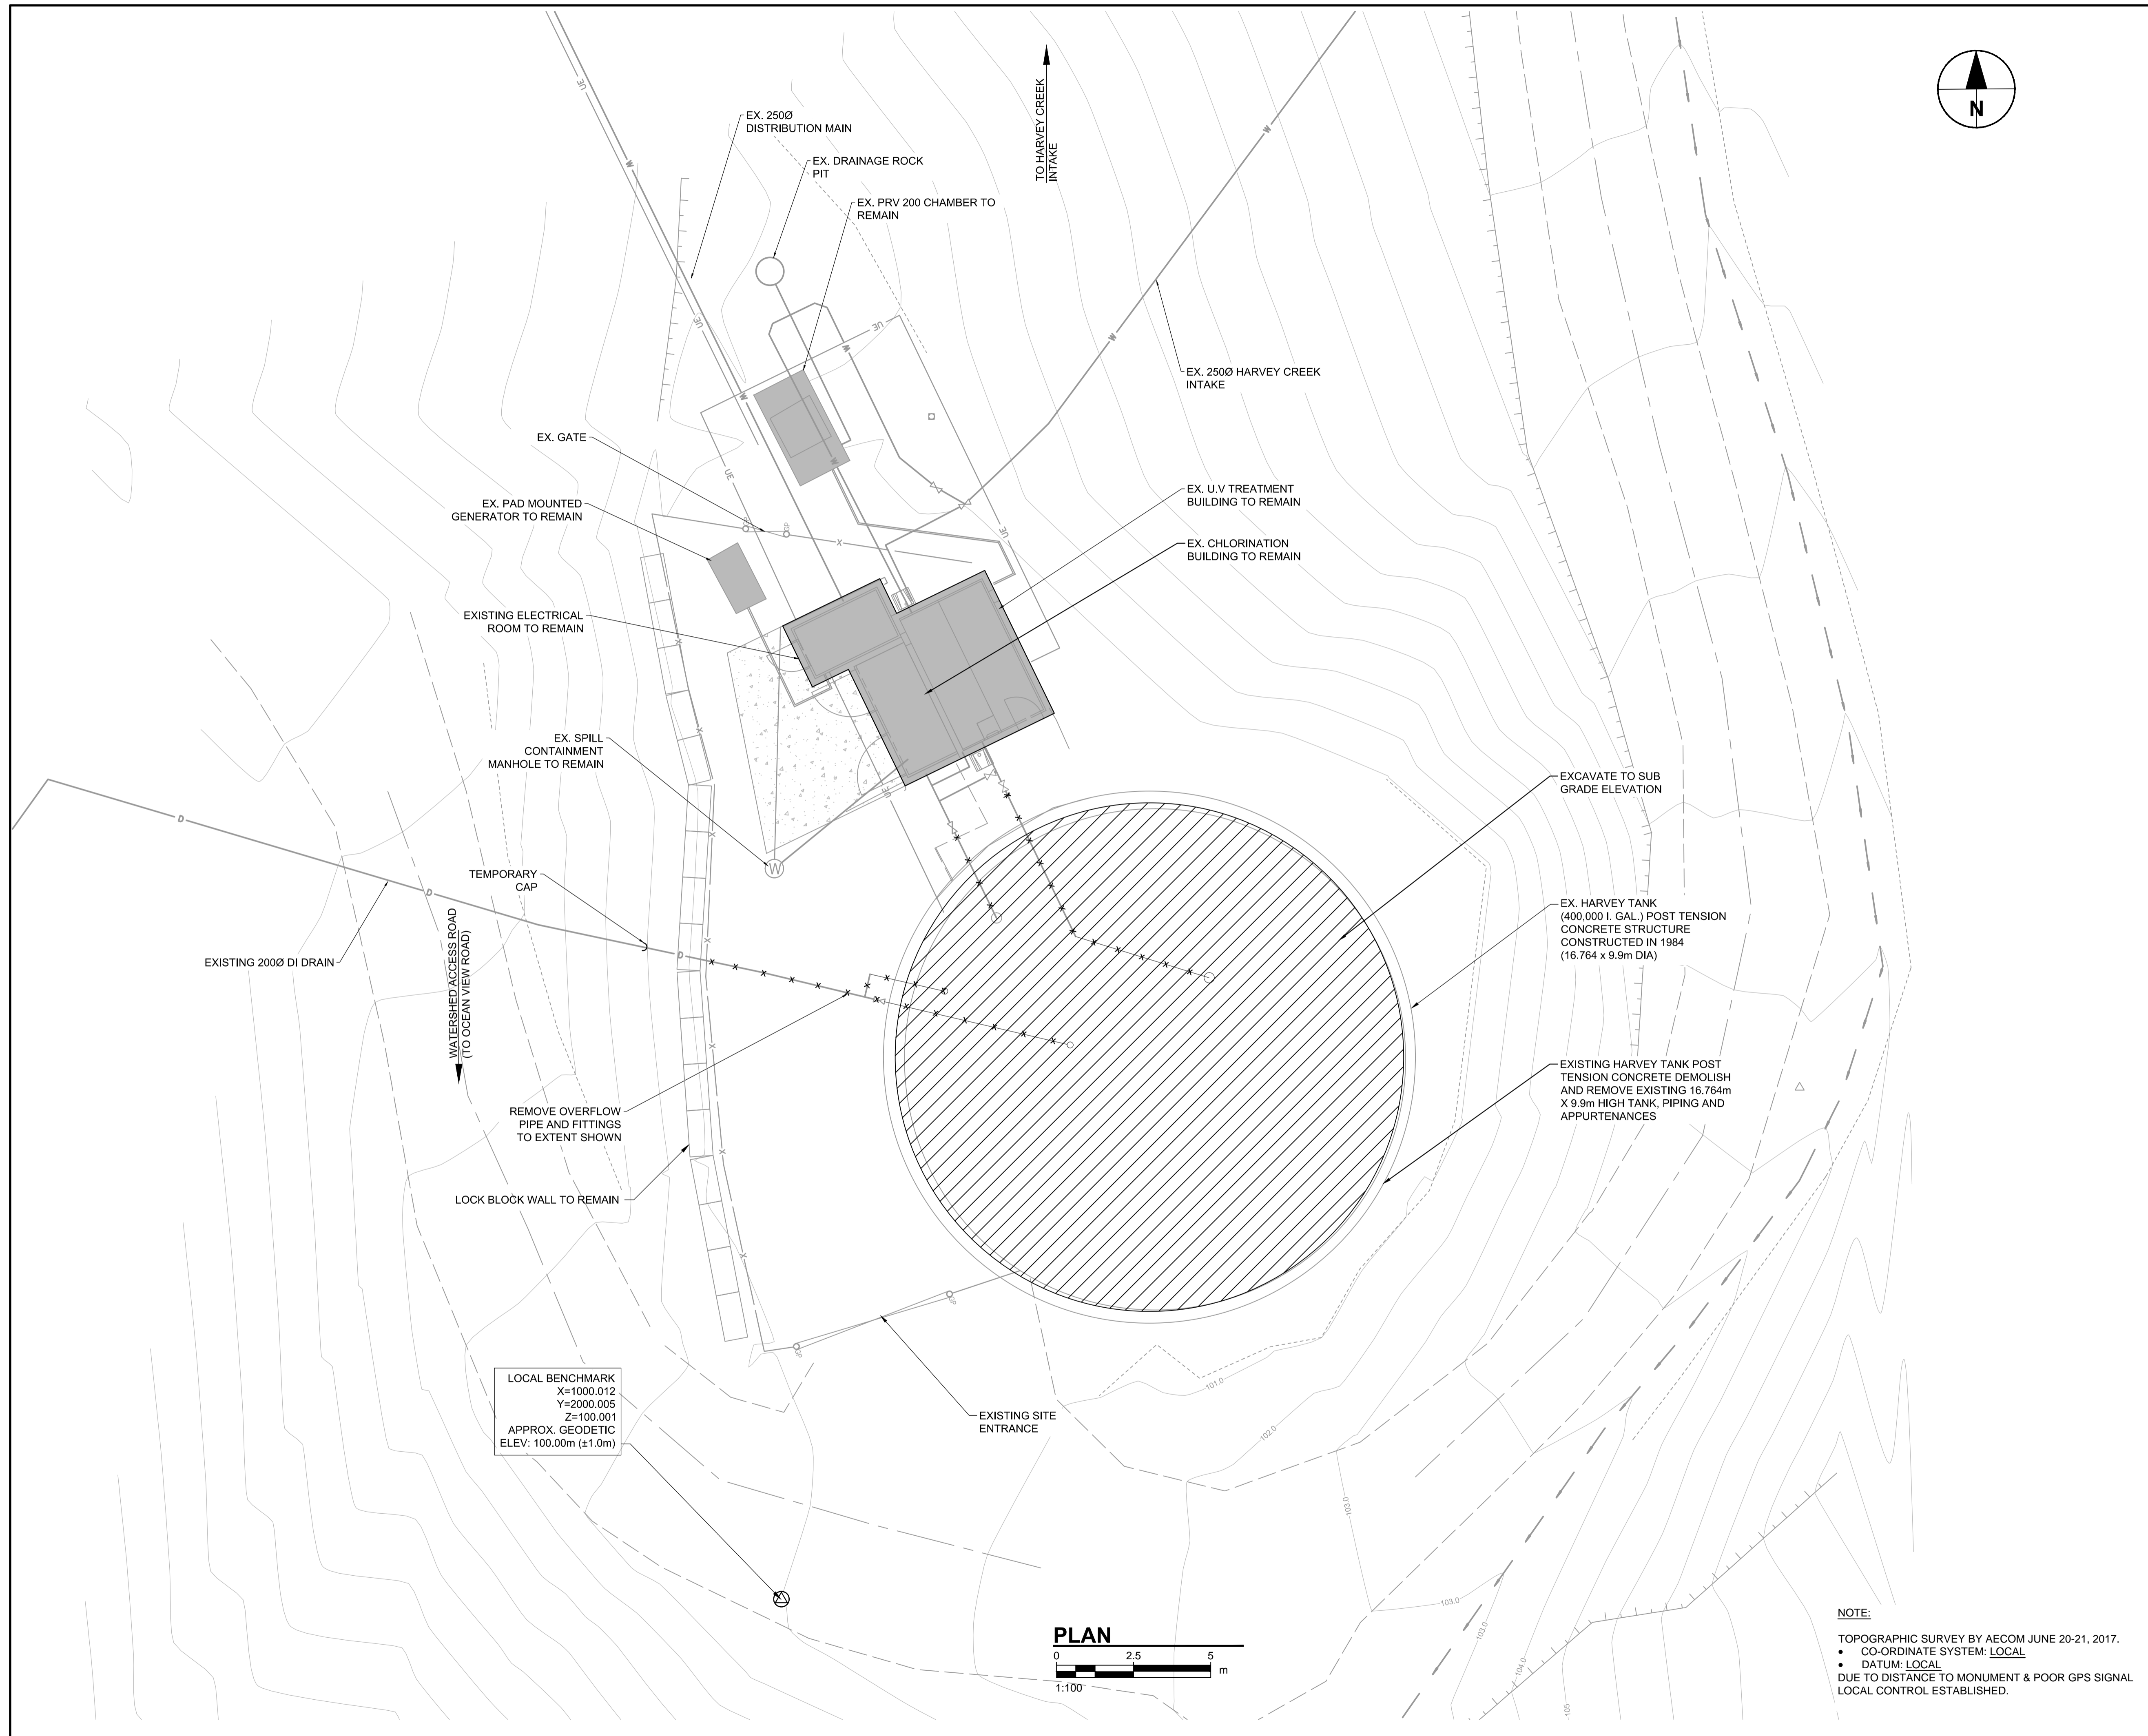 N
EX. 250Ø
DISTRIBUTION MAIN
EX. DRAINAGE ROCK
PIT
EX. PRV 200 CHAMBER TO
REMAIN
TO HARVEY CREEK
INTAKE
UE
W
W
UE
UE
W
W
W
W
EX. 250Ø HARVEY CREEK
INTAKE
EX. GATE
EX. PAD MOUNTED
GENERATOR TO REMAIN
UE
W
UE
X
EX. U.V TREATMENT
BUILDING TO REMAIN
EX. CHLORINATION
BUILDING TO REMAIN
EXISTING ELECTRICAL
ROOM TO REMAIN
X
X
EX. SPILL
CONTAINMENT
MANHOLE TO REMAIN
UE
W
D
D
D
TEMPORARY
CAP
EXISTING 200Ø DI DRAIN
WATERSHED ACCESS ROAD
(TO OCEAN VIEW ROAD)
EXCAVATE TO SUB
GRADE ELEVATION
EX. HARVEY TANK
(400,000 I. GAL.) POST TENSION
CONCRETE STRUCTURE
CONSTRUCTED IN 1984
(16.764 x 9.9m DIA)
EXISTING HARVEY TANK POST
TENSION CONCRETE DEMOLISH
AND REMOVE EXISTING 16.764m
X 9.9m HIGH TANK, PIPING AND
APPURTENANCES
REMOVE OVERFLOW
PIPE AND FITTINGS
TO EXTENT SHOWN
X
X
X
X
X
LOCK BLOCK WALL TO REMAIN
LOCAL BENCHMARK
X=1000.012
Y=2000.005
Z=100.001
APPROX. GEODETIC
ELEV: 100.00m (±1.0m)
EXISTING SITE
ENTRANCE
101.0
102.0
103.0
103.0
103.0
104.0
105
PLAN
0 2.5 5
m
1:100
NOTE:
TOPOGRAPHIC SURVEY BY AECOM JUNE 20-21, 2017.
• CO-ORDINATE SYSTEM: LOCAL
• DATUM: LOCAL
DUE TO DISTANCE TO MONUMENT & POOR GPS SIGNAL
LOCAL CONTROL ESTABLISHED.